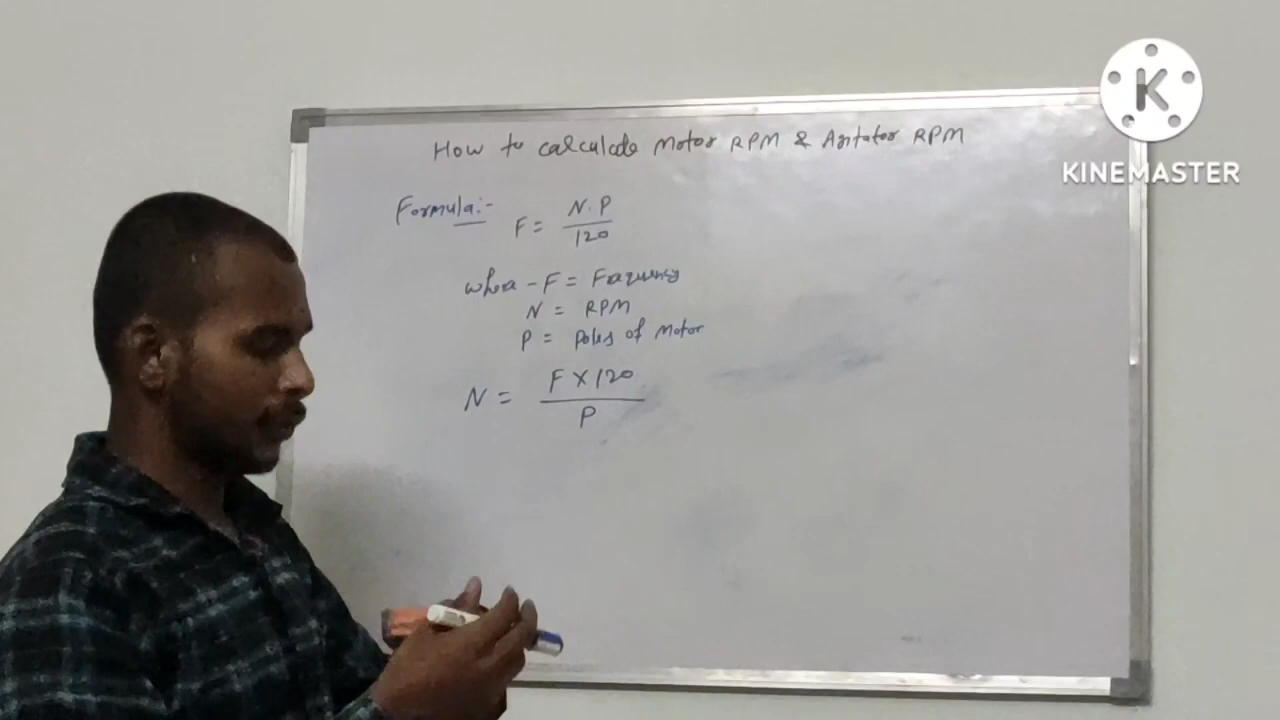 How to calculate Motor RPM & Agitator RPM
Formula:-
F = N.P / 120
where - F = Frequency
N = RPM
P = Poles of Motor
N = F X 120 / P
K
KINEMASTER